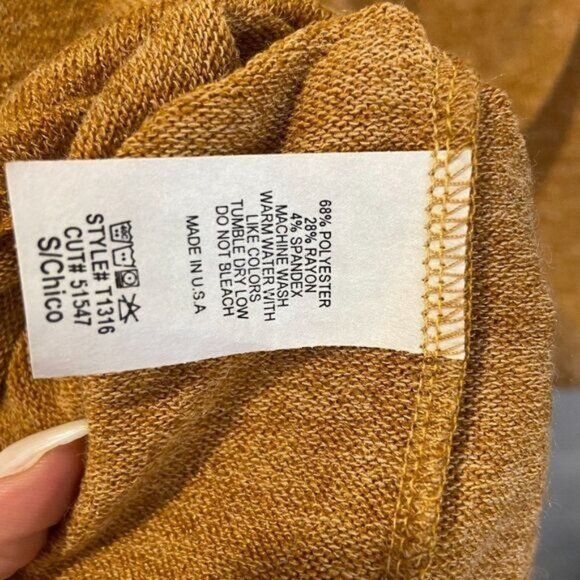 68% POLYESTER
28% RAYON
4% SPANDEX
MACHINE WASH
WARM WATER WITH
LIKE COLORS
TUMBLE DRY LOW
DO NOT BLEACH
MADE IN U.S.A
STYLE# T1316
CUT# 51547
S/Chico